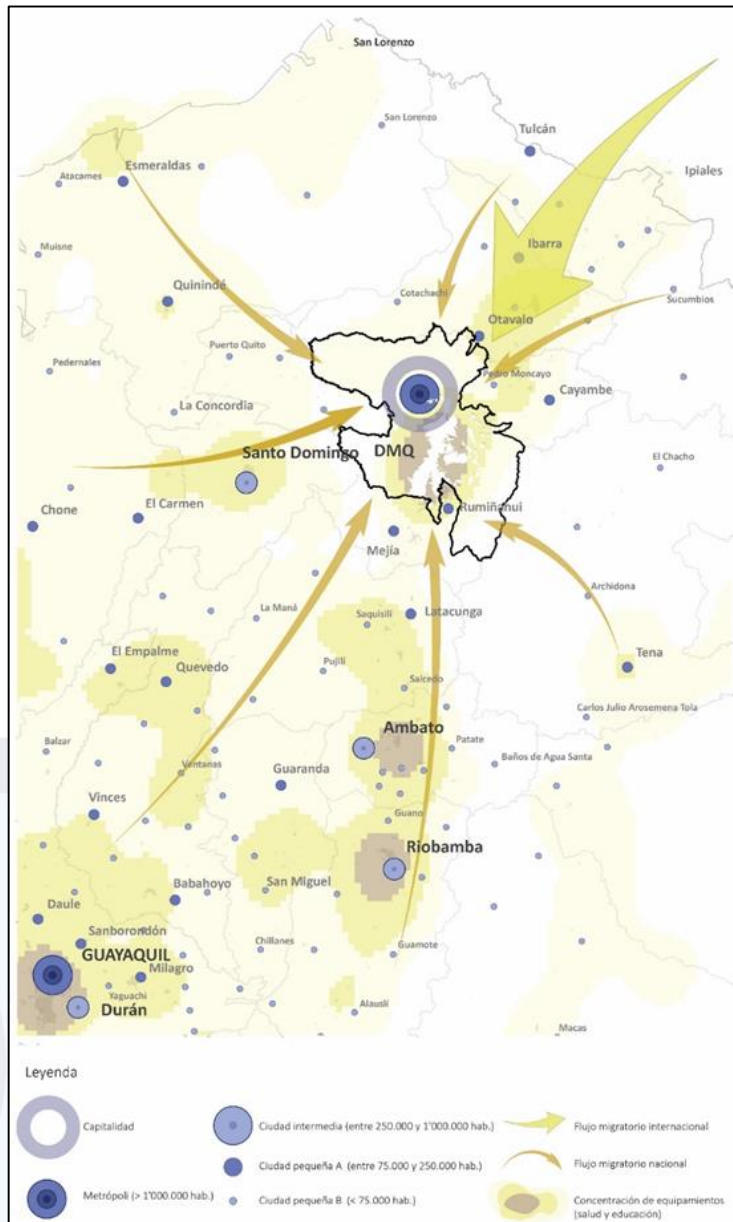 San Lorenzo
San Lorenzo
Tulcán
Esmeraldas
Atacames
Ipiales
Muisne
Ibarra
Quinindé
Cotachachi
Sucumbios
Otavalo
Puerto Quito
Pedernales
Pedro Moncayo
Cayambe
La Concordia
Santo Domingo
DMQ
El Chacho
Chone
El Carmen
Rumiñahui
Mejía
Archidona
La Maná
Saquisilí
Latacunga
El Empalme
Quevedo
Pujilí
Tena
Salcedo
Carlos Julio Arosemena Tola
Ambato
Balzar
Patate
Baños de Agua Santa
Ventanas
Guaranda
Vinces
Guano
Riobamba
Babahoyo
San Miguel
Daule
Sanborondón
GUAYAQUIL
Chillanes
Guamote
Milagro
Yaguachi
Durán
Alauslí
Macas
Leyenda
Capitalidad
Ciudad intermedia (entre 250.000 y 1'000.000 hab.)
Flujo migratorio internacional
Ciudad pequeña A (entre 75.000 y 250.000 hab.)
Flujo migratorio nacional
Metrópoli (> 1'000.000 hab.)
Ciudad pequeña B (< 75.000 hab.)
Concentración de equipamientos
(salud y educación)